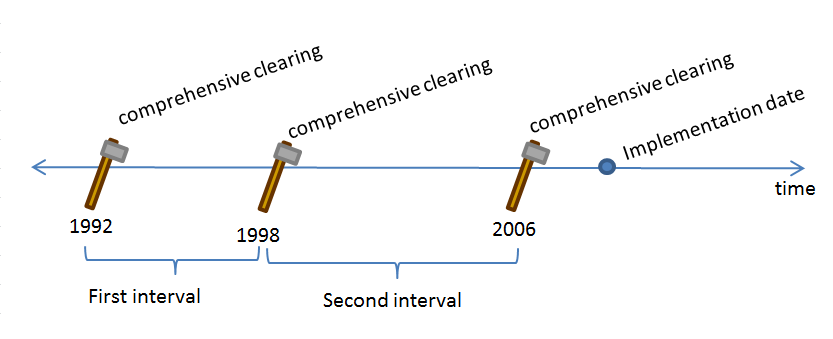 comprehensive clearing
comprehensive clearing
comprehensive clearing
Implementation date
time
1992
1998
2006
First interval
Second interval